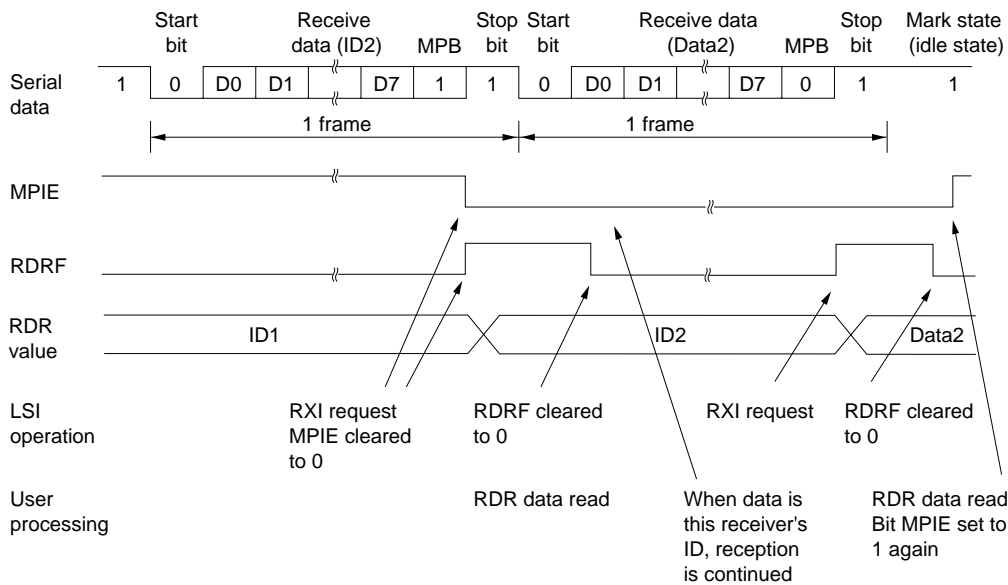 Start Receive Stop Start Receive data Stop Mark state
bit data (ID2) MPB bit bit (Data2) MPB bit (idle state)
Serial data 1 0 D0 D1 D7 1 1 0 D0 D1 D7 0 1 1
1 frame 1 frame
MPIE
RDRF
RDR value ID1 ID2 Data2
LSI operation
RXI request
MPIE cleared
to 0
RDRF cleared
to 0
RXI request
RDRF cleared
to 0
User processing
RDR data read
When data is
this receiver's
ID, reception
is continued
RDR data read
Bit MPIE set to
1 again